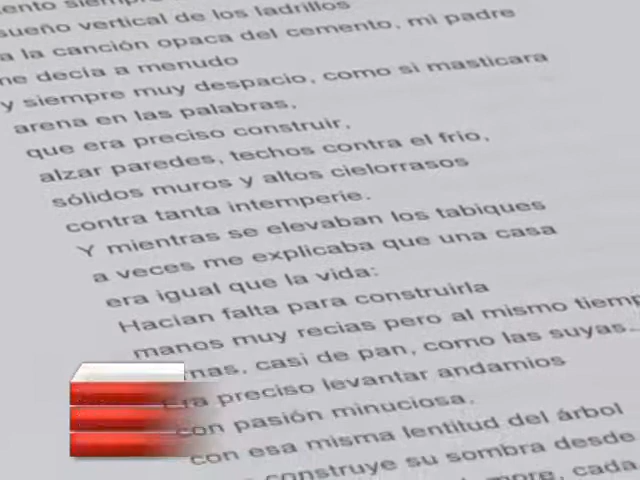 sueño vertical de los ladrillos
a la canción opaca del cemento, mi padre
me decía a menudo
y siempre muy despacio, como si masticara
arena en las palabras,
que era preciso construir,
alzar paredes, techos contra el frío,
sólidos muros y altos cielorrasos
contra tanta intemperie.
Y mientras se elevaban los tabiques
a veces me explicaba que una casa
era igual que la vida:
Hacían falta para construirla
manos muy recias pero al mismo tiemp
casi de pan, como las suyas...
Era preciso levantar andamios
con pasión minuciosa,
con esa misma lentitud del árbol
construye su sombra desde
cada